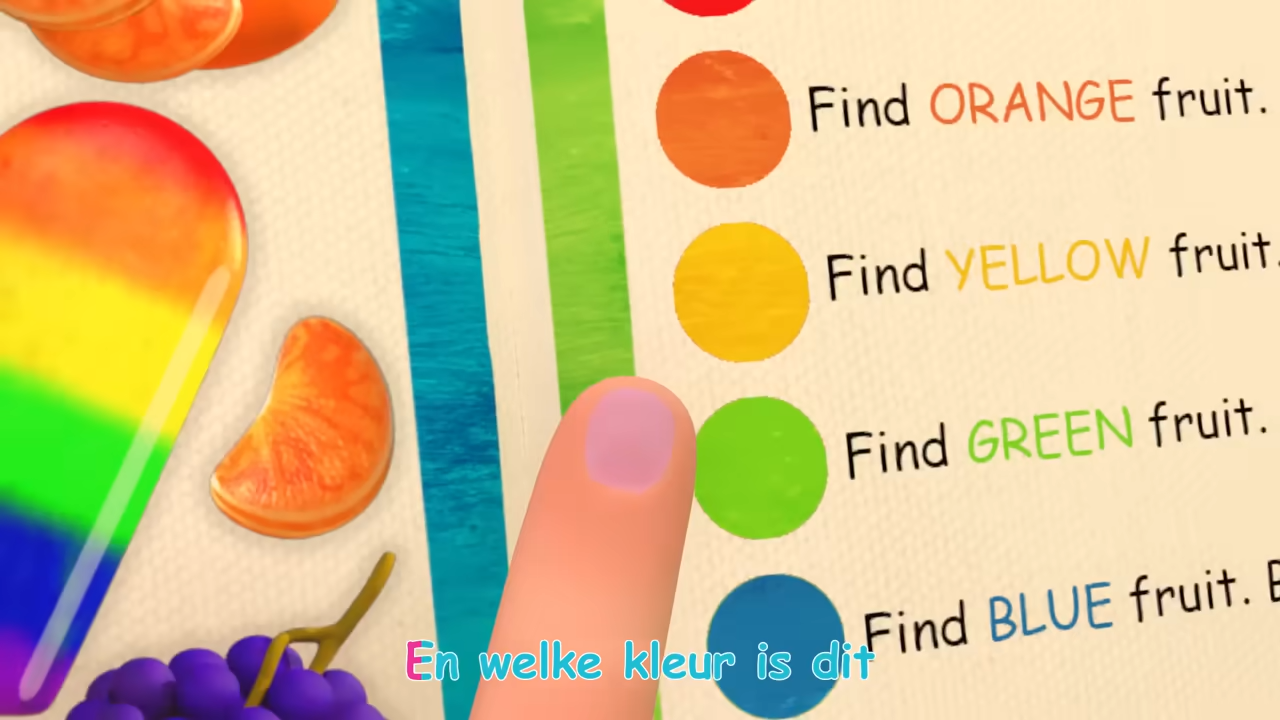 Find ORANGE fruit.
Find YELLOW fruit.
Find GREEN fruit.
Find BLUE fruit.
En welke kleur is dit